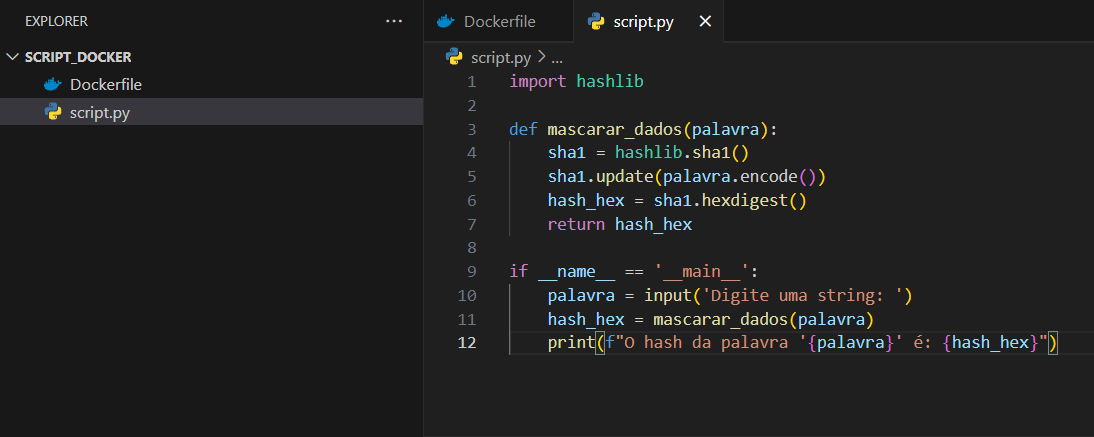 EXPLORER ...
SCRIPT_DOCKER
Dockerfile
script.py
Dockerfile script.py ×
script.py > ...
1 import hashlib
2
3 def mascarar_dados(palavra):
4     sha1 = hashlib.sha1()
5     sha1.update(palavra.encode())
6     hash_hex = sha1.hexdigest()
7     return hash_hex
8
9 if __name__ == '__main__':
10     palavra = input('Digite uma string: ')
11     hash_hex = mascarar_dados(palavra)
12     print(f"O hash da palavra '{palavra}' é: {hash_hex}")